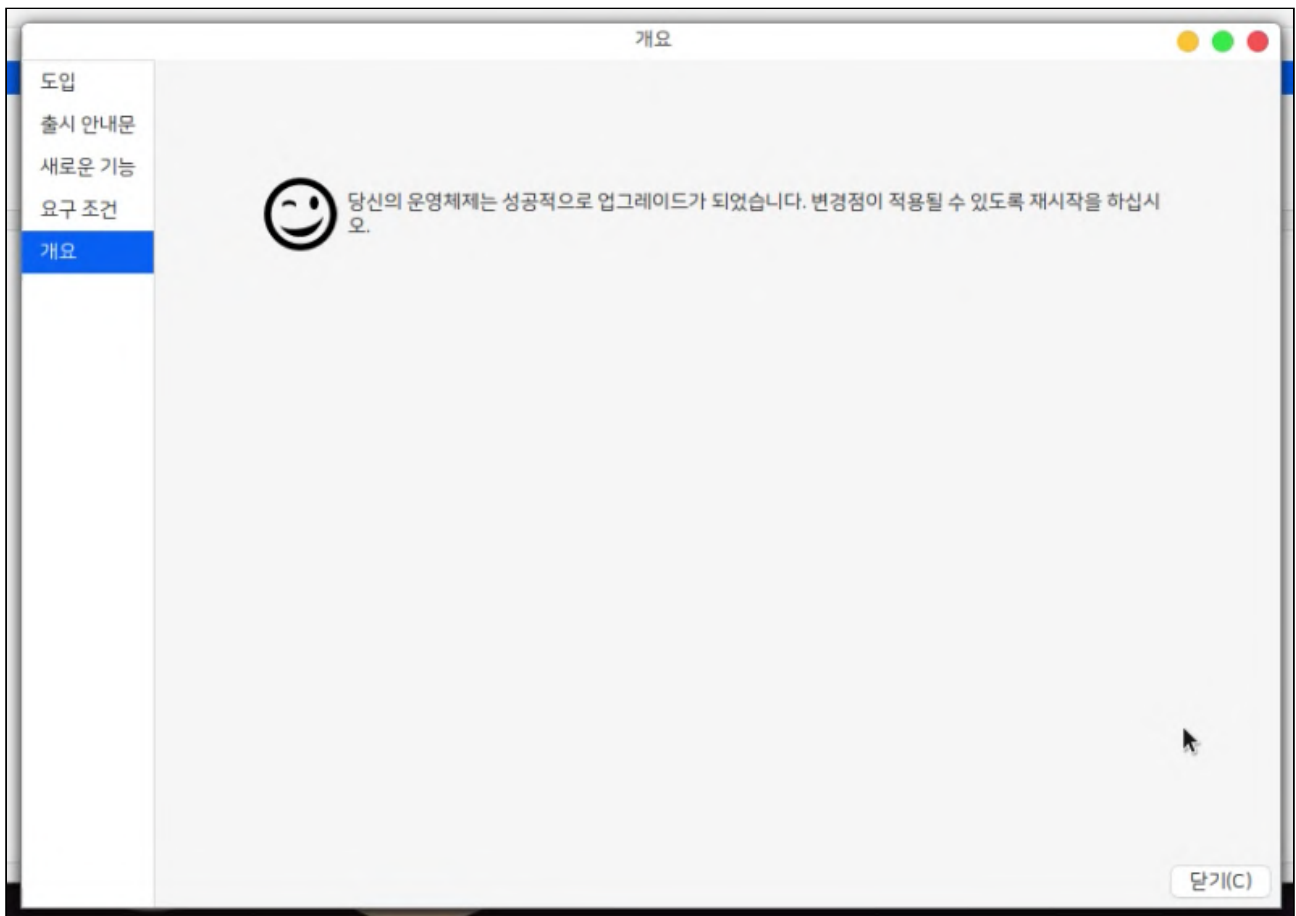 개요
도입
출시 안내문
새로운 기능
요구 조건
개요
당신의 운영체제는 성공적으로 업그레이드가 되었습니다. 변경점이 적용될 수 있도록 재시작을 하십시
오.
닫기(C)